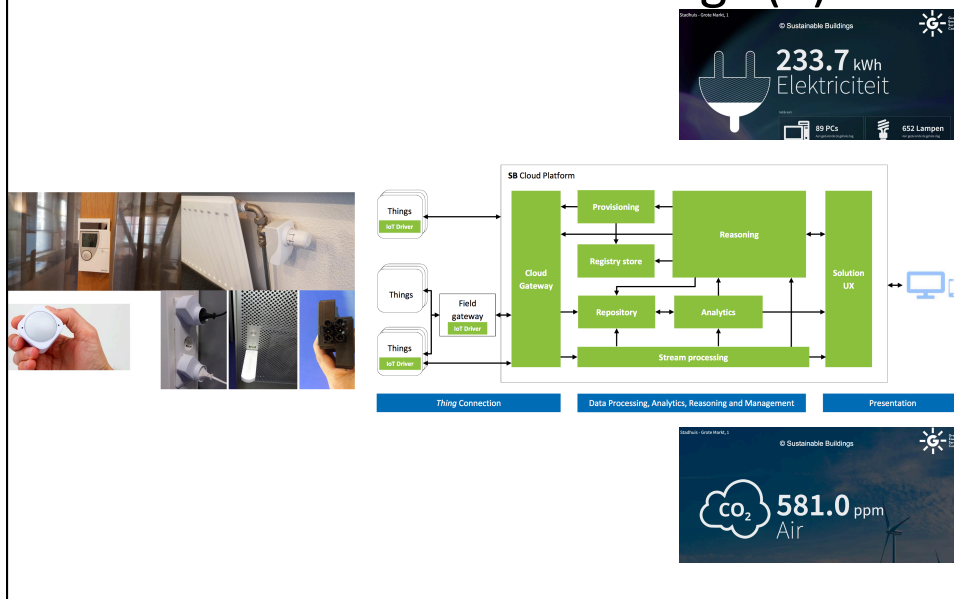 Stadhuis - Grote Markt, 1
© Sustainable Buildings
G
233.7 kWh
Elektriciteit
89 PCs
652 Lampen
SB Cloud Platform
Things
IoT Driver
Provisioning
Reasoning
Registry store
Cloud
Gateway
Solution
UX
Things
Field
gateway
IoT Driver
Repository
Analytics
Things
IoT Driver
Stream processing
Thing Connection
Data Processing, Analytics, Reasoning and Management
Presentation
Stadhuis - Grote Markt, 1
© Sustainable Buildings
G
CO2
581.0 ppm
Air